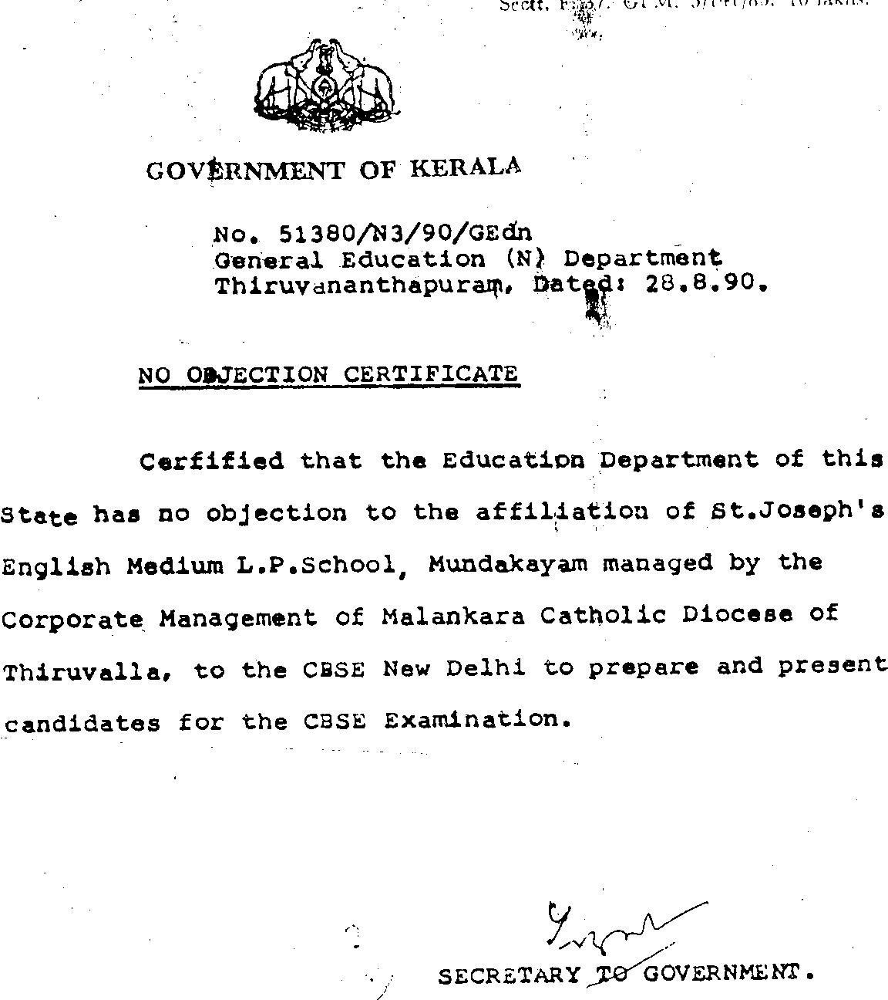 GOVERNMENT OF KERALA
No. 51380/N3/90/GEdn
General Education (N) Department
Thiruvananthapuram, Dated: 28.8.90.
NO OBJECTION CERTIFICATE
Cerfified that the Education Department of this
State has no objection to the affiliation of St.Joseph's
English Medium L.P.School, Mundakayam managed by the
Corporate Management of Malankara Catholic Diocese of
Thiruvalla, to the CBSE New Delhi to prepare and present
candidates for the CBSE Examination.
SECRETARY TO GOVERNMENT.